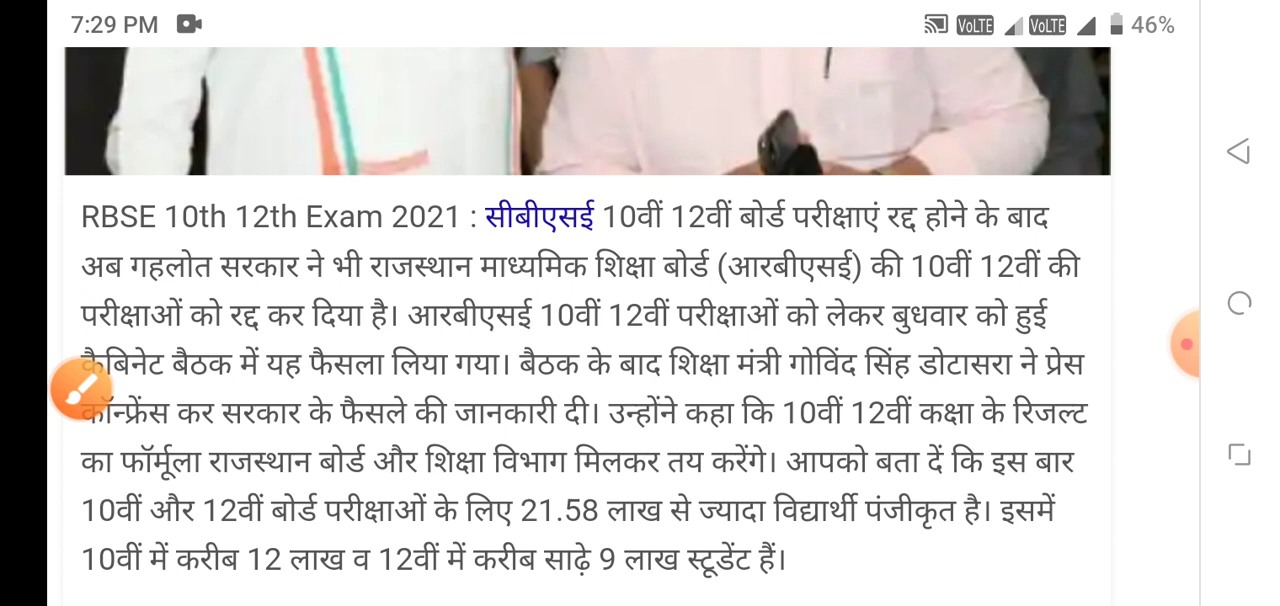 7:29 PM
VoLTE VoLTE 46%
RBSE 10th 12th Exam 2021 : सीबीएसई 10वीं 12वीं बोर्ड परीक्षाएं रद्द होने के बाद
अब गहलोत सरकार ने भी राजस्थान माध्यमिक शिक्षा बोर्ड (आरबीएसई) की 10वीं 12वीं की
परीक्षाओं को रद्द कर दिया है। आरबीएसई 10वीं 12वीं परीक्षाओं को लेकर बुधवार को हुई
कैबिनेट बैठक में यह फैसला लिया गया। बैठक के बाद शिक्षा मंत्री गोविंद सिंह डोटासरा ने प्रेस
कॉन्फ्रेंस कर सरकार के फैसले की जानकारी दी। उन्होंने कहा कि 10वीं 12वीं कक्षा के रिजल्ट
का फॉर्मूला राजस्थान बोर्ड और शिक्षा विभाग मिलकर तय करेंगे। आपको बता दें कि इस बार
10वीं और 12वीं बोर्ड परीक्षाओं के लिए 21.58 लाख से ज्यादा विद्यार्थी पंजीकृत है। इसमें
10वीं में करीब 12 लाख व 12वीं में करीब साढ़े 9 लाख स्टूडेंट हैं।